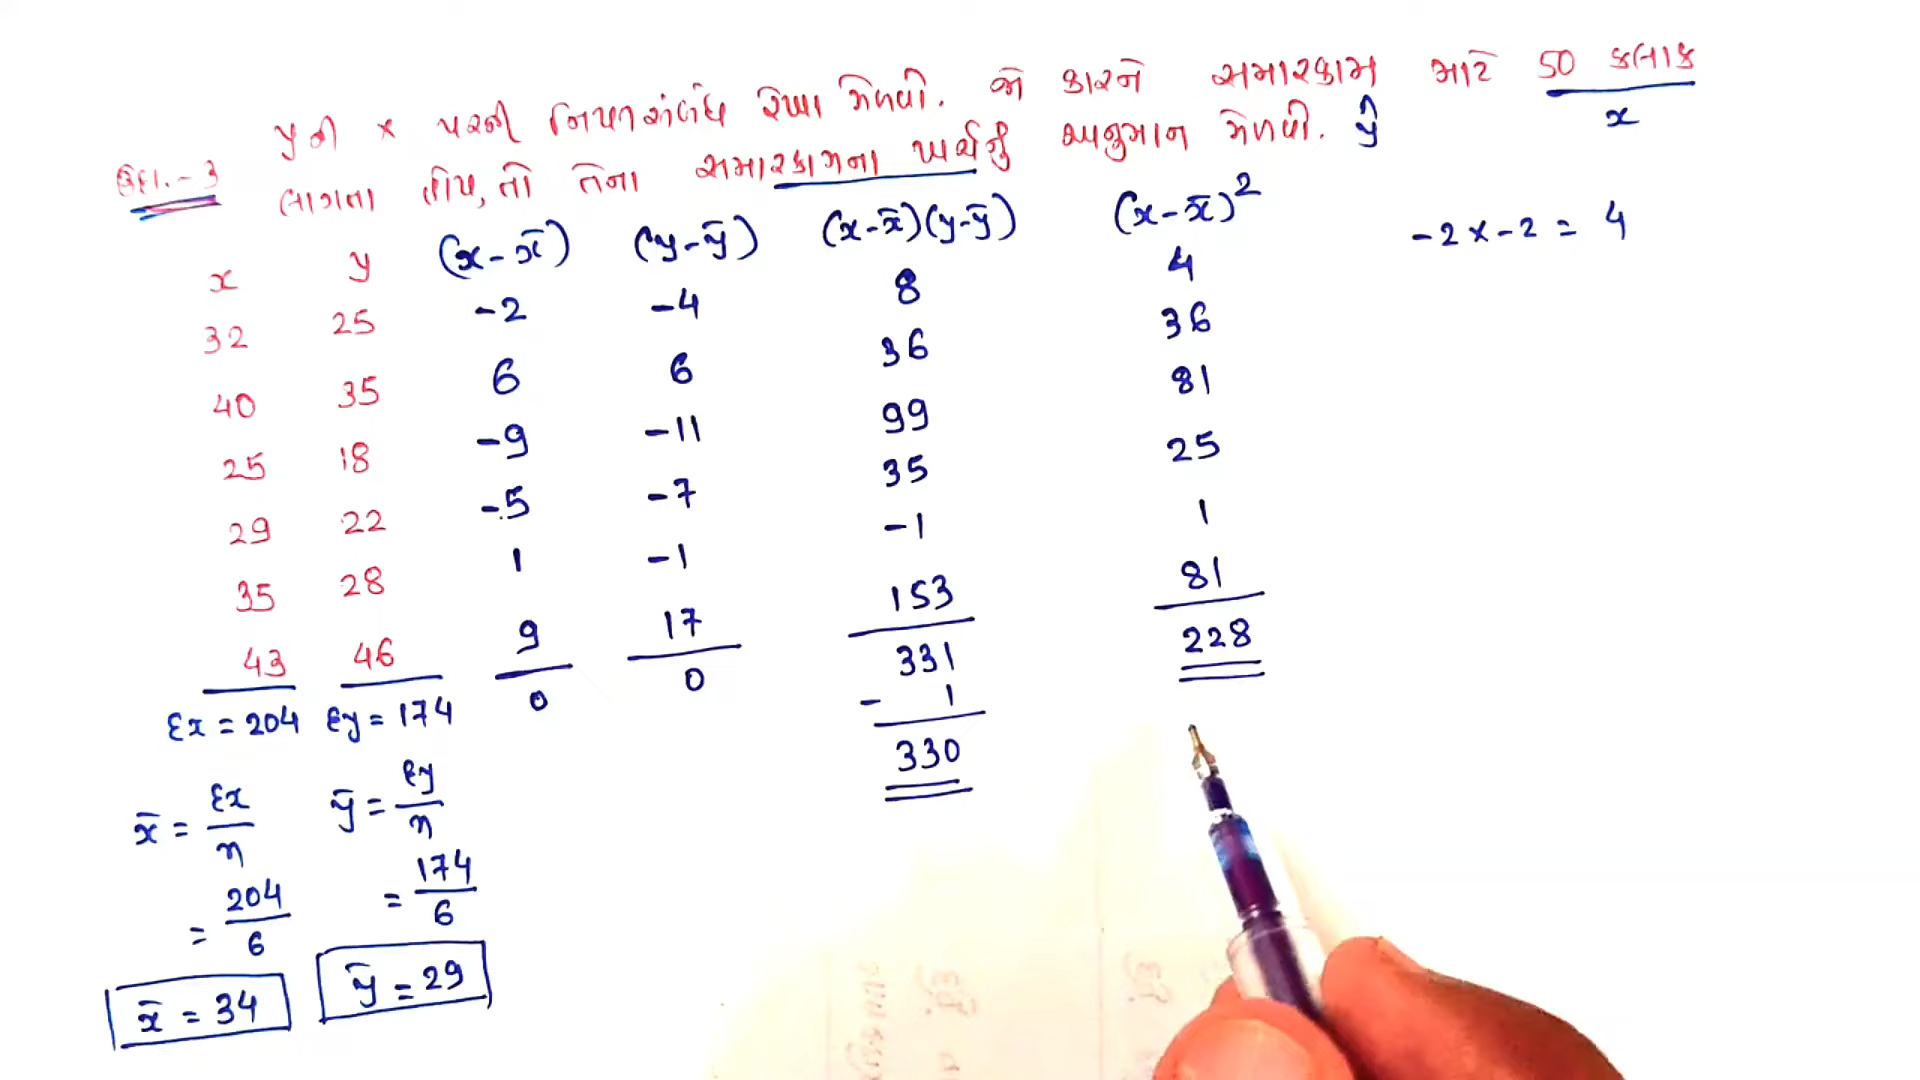 ઉદા.-3 y ની x પરની નિયતસંબંધ રેખા મેળવો. જો કારને સમારકામ માટે 50 કલાક
x
લાગતા હોય, તો તેના સમારકામના ખર્ચનું અનુમાન મેળવો. ŷ
x y (x-x̄) (y-ȳ) (x-x̄)(y-ȳ) (x-x̄)²
-2×-2 = 4
32 25 -2 -4 8 4
40 35 6 6 36 36
25 18 -9 -11 99 81
29 22 -5 -7 35 25
35 28 1 -1 -1 1
43 46 9 17 153 81
Σx = 204 Σy = 174 0 0 331 228
- 1
330
x̄ = Σx/n ȳ = Σy/n
= 204/6 = 174/6
x̄ = 34 ȳ = 29